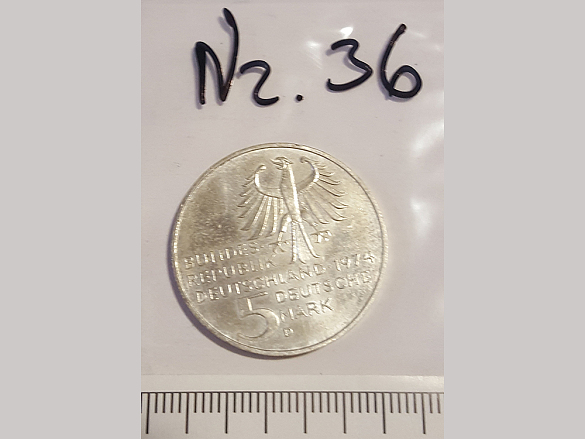 Nr. 36
BUNDES
REPUBLIK
DEUTSCHLAND 1974
5 DEUTSCHE
MARK
D